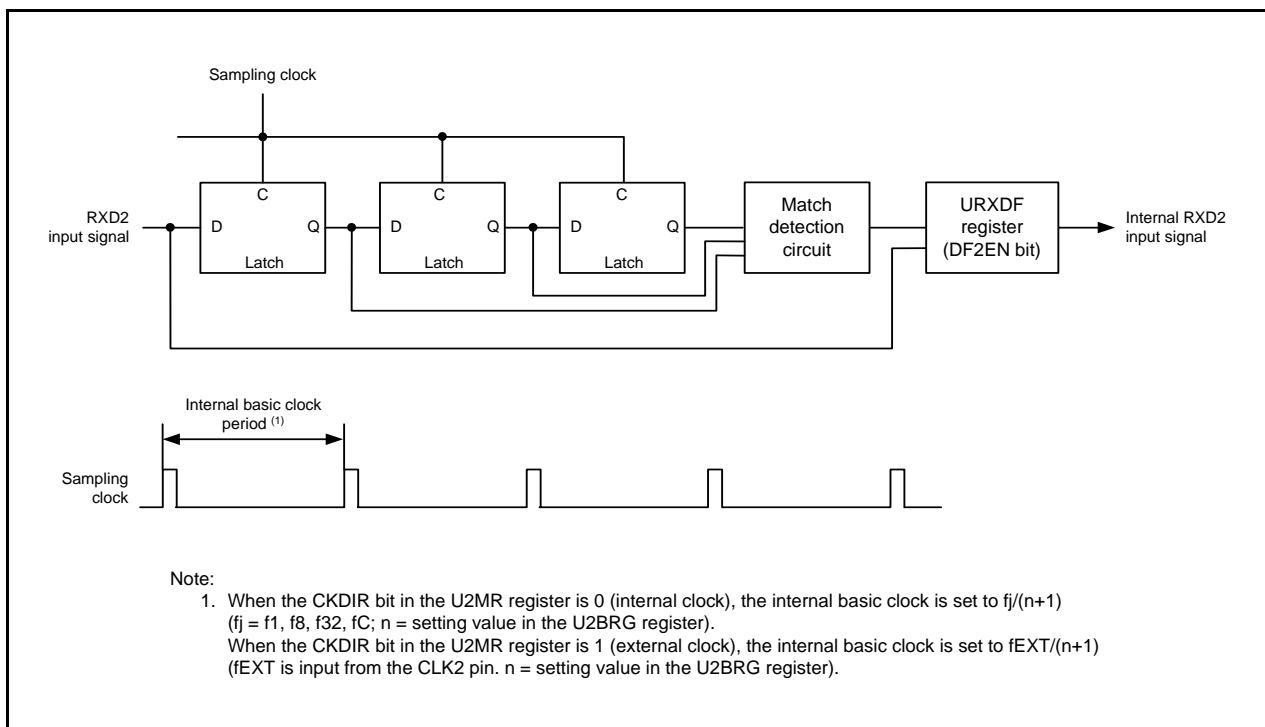 Sampling clock
C
C
C
RXD2
input signal
D
Q
Latch
D
Q
Latch
D
Q
Latch
Match
detection
circuit
URXDF
register
(DF2EN bit)
Internal RXD2
input signal
Internal basic clock
period (1)
Sampling
clock
Note:
1. When the CKDIR bit in the U2MR register is 0 (internal clock), the internal basic clock is set to fj/(n+1)
(fj = f1, f8, f32, fC; n = setting value in the U2BRG register).
When the CKDIR bit in the U2MR register is 1 (external clock), the internal basic clock is set to fEXT/(n+1)
(fEXT is input from the CLK2 pin. n = setting value in the U2BRG register).